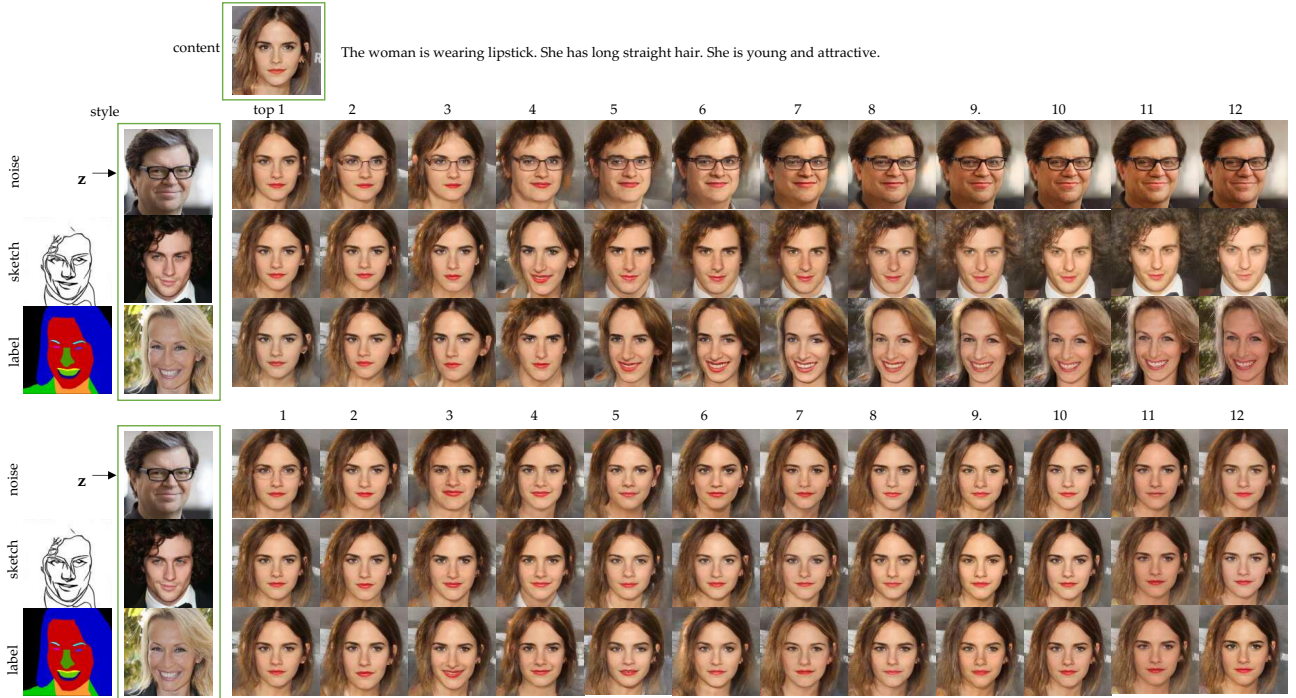 content
The woman is wearing lipstick. She has long straight hair. She is young and attractive.
style
top 1 2 3 4 5 6 7 8 9. 10 11 12
noise
z
sketch
label
1 2 3 4 5 6 7 8 9. 10 11 12
noise
z
sketch
label